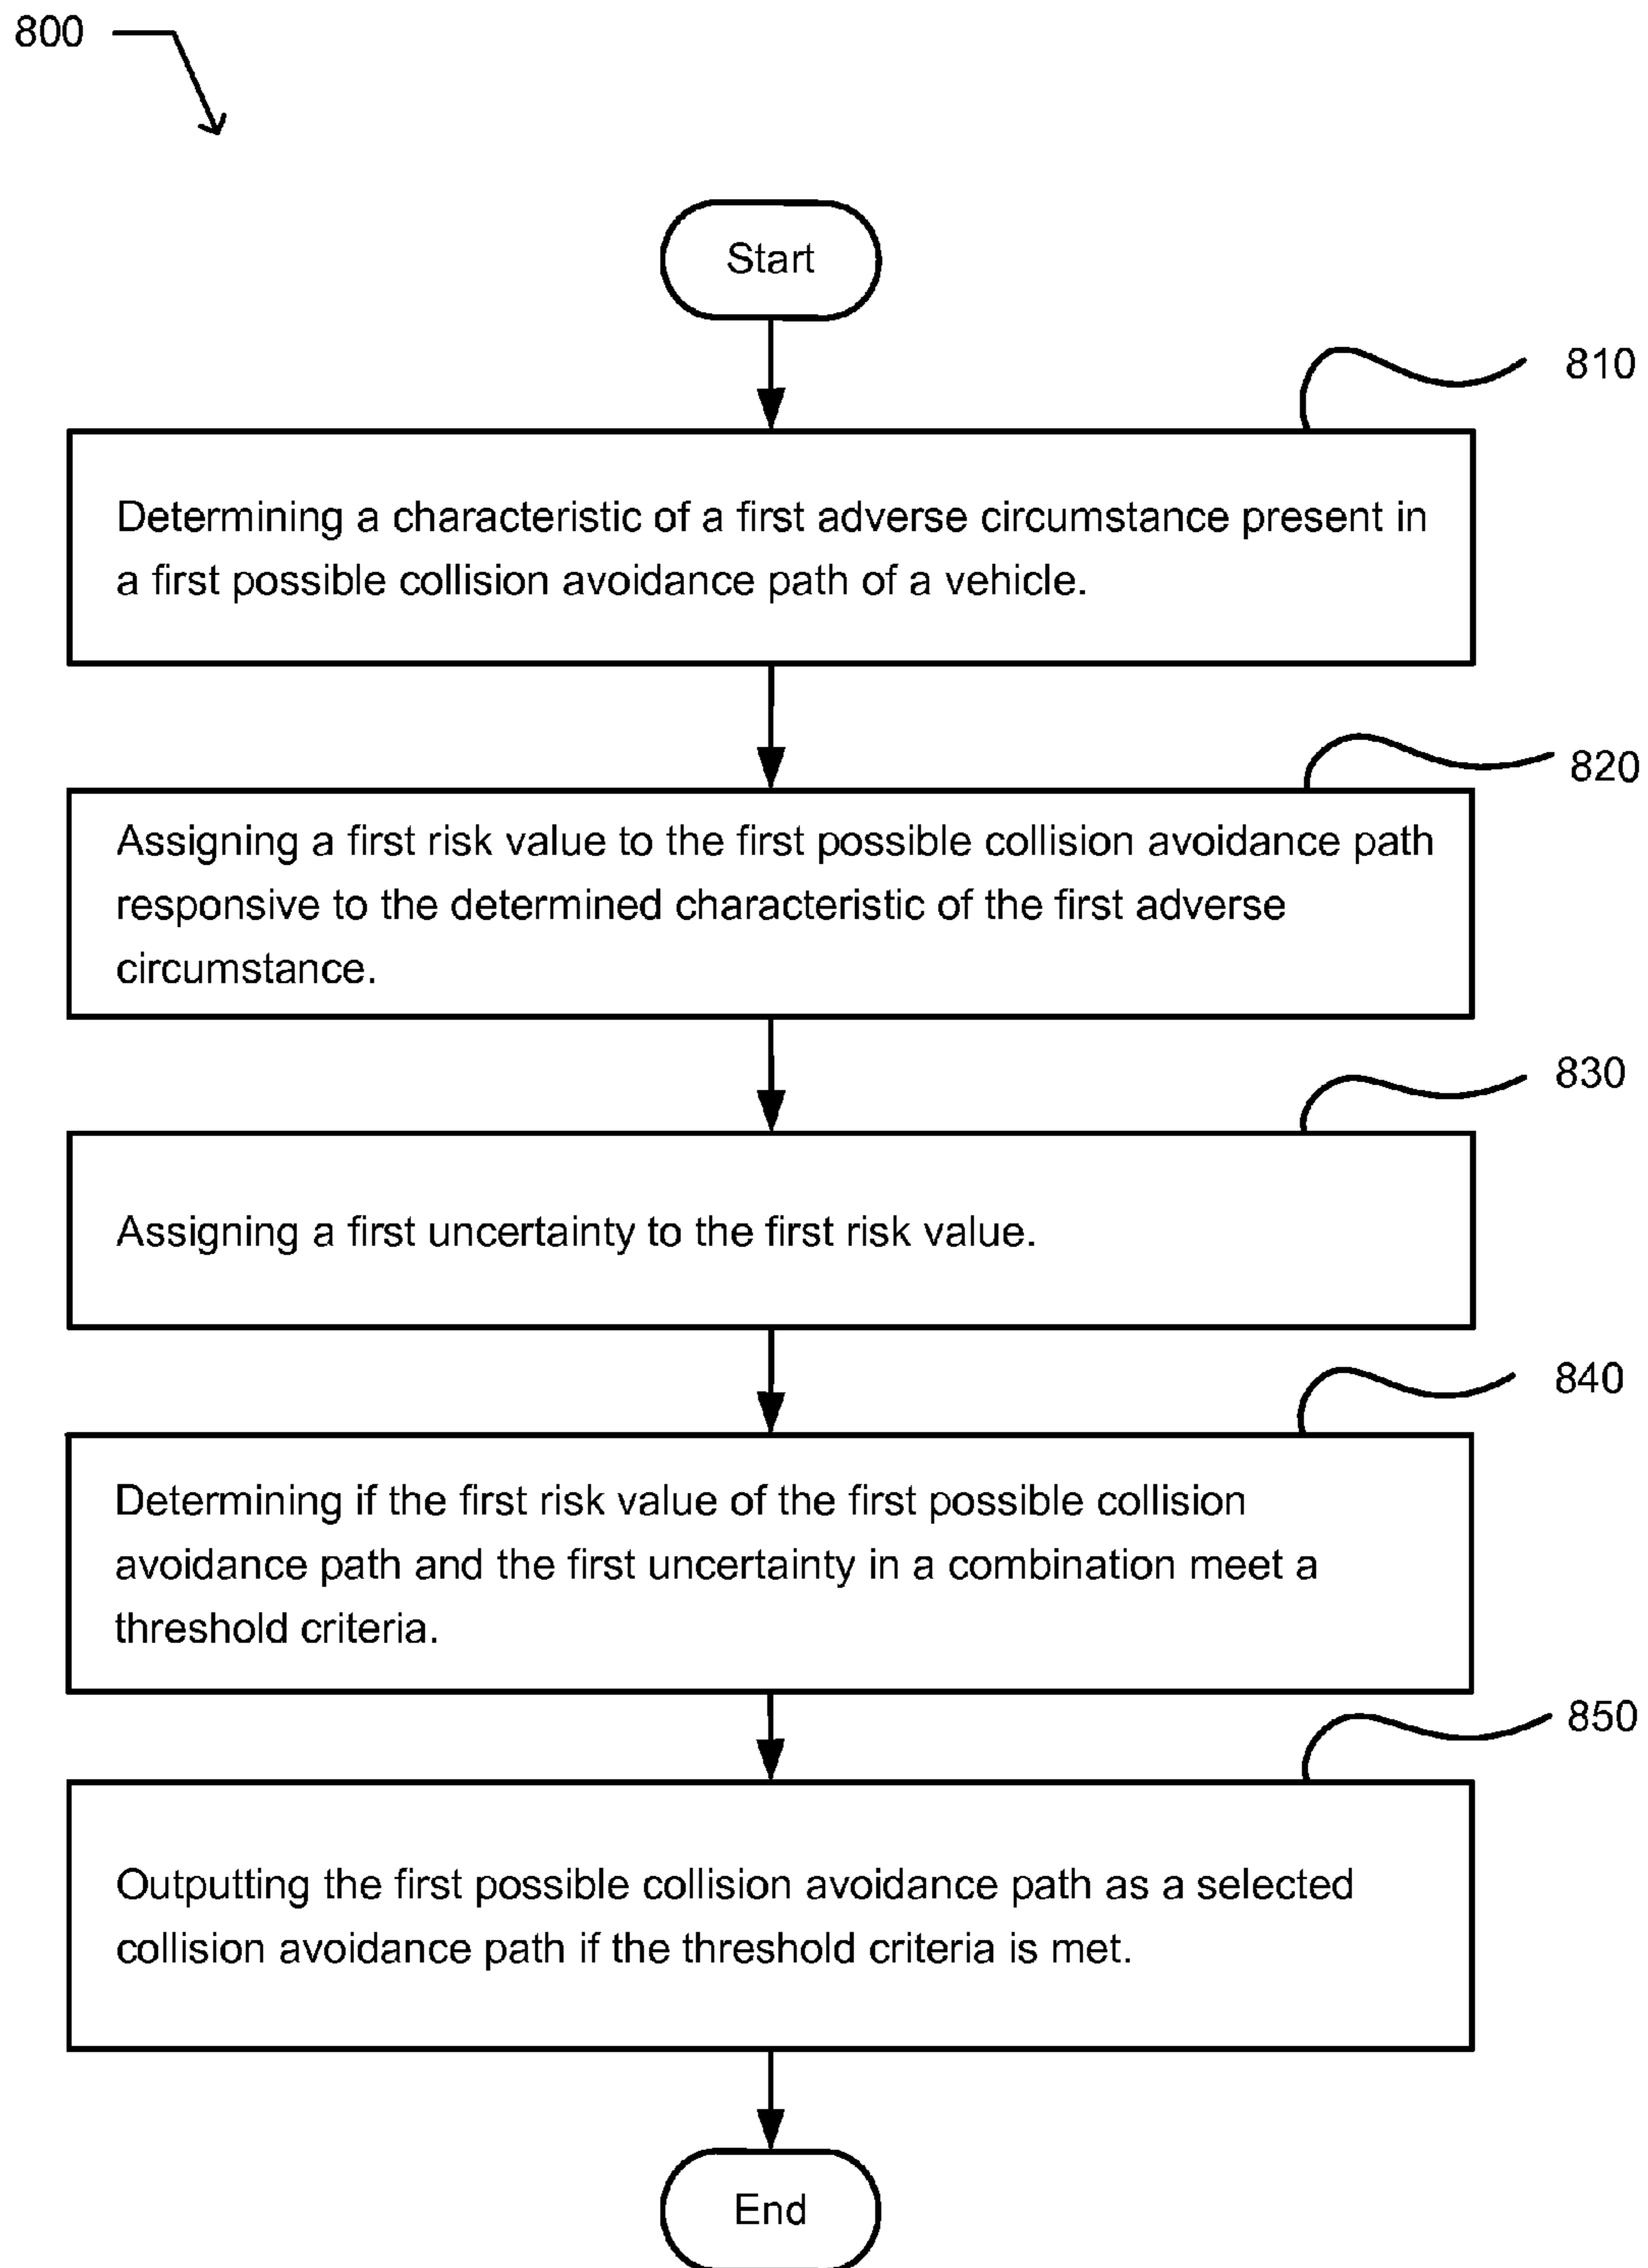 800
Start
810
Determining a characteristic of a first adverse circumstance present in
a first possible collision avoidance path of a vehicle.
820
Assigning a first risk value to the first possible collision avoidance path
responsive to the determined characteristic of the first adverse
circumstance.
830
Assigning a first uncertainty to the first risk value.
840
Determining if the first risk value of the first possible collision
avoidance path and the first uncertainty in a combination meet a
threshold criteria.
850
Outputting the first possible collision avoidance path as a selected
collision avoidance path if the threshold criteria is met.
End